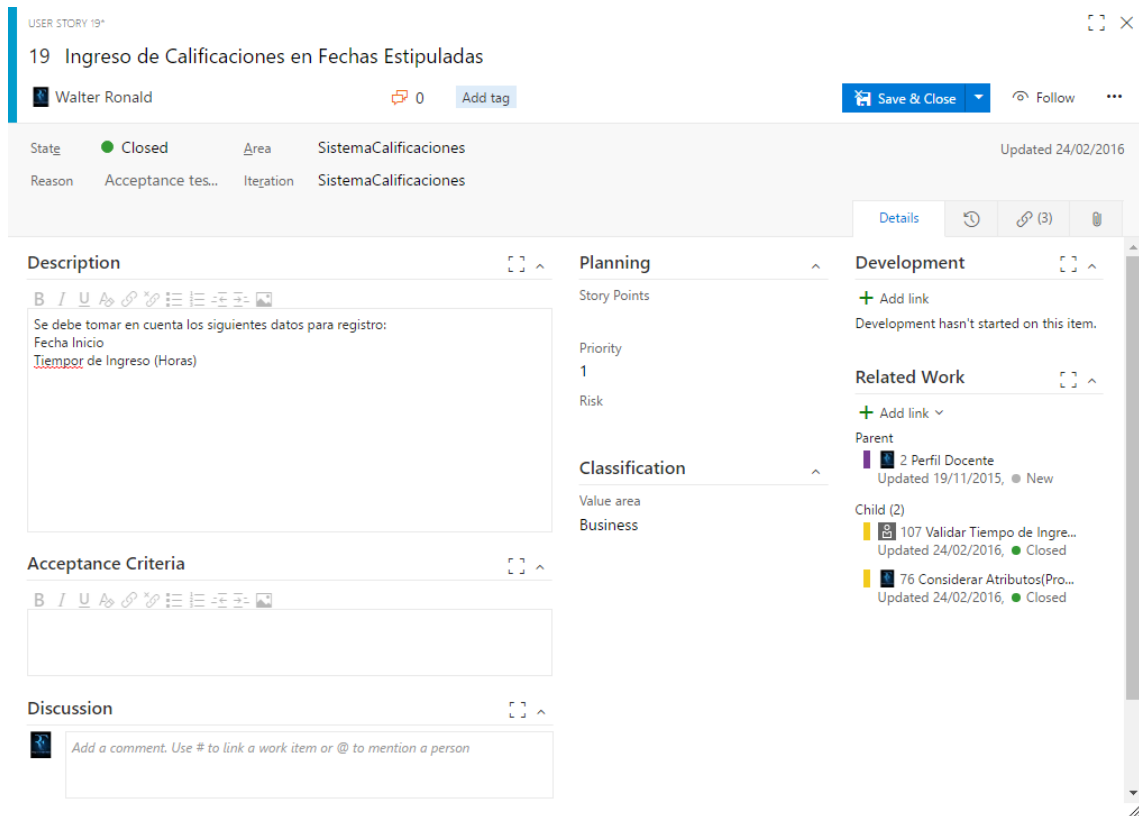 USER STORY 19*
19 Ingreso de Calificaciones en Fechas Estipuladas
Walter Ronald 0 Add tag Save & Close Follow ...
State Closed Area SistemaCalificaciones Updated 24/02/2016
Reason Acceptance tes... Iteration SistemaCalificaciones
Details (3)
Description
B I U
Se debe tomar en cuenta los siguientes datos para registro:
Fecha Inicio
Tiempor de Ingreso (Horas)
Acceptance Criteria
B I U
Discussion
Add a comment. Use # to link a work item or @ to mention a person
Planning
Story Points
Priority
1
Risk
Classification
Value area
Business
Development
+ Add link
Development hasn't started on this item.
Related Work
+ Add link
Parent
2 Perfil Docente
Updated 19/11/2015, New
Child (2)
107 Validar Tiempo de Ingre...
Updated 24/02/2016, Closed
76 Considerar Atributos(Pro...
Updated 24/02/2016, Closed